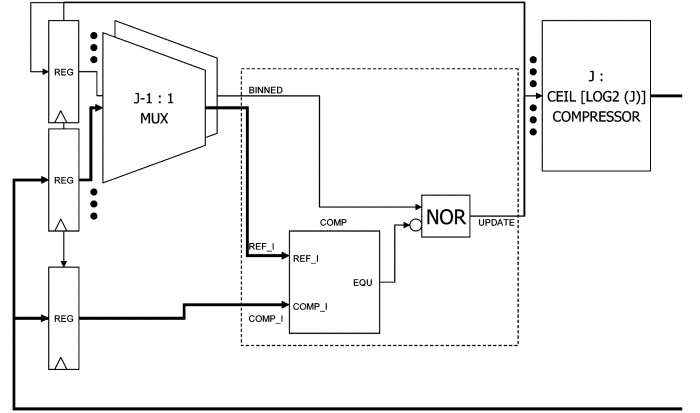 REG
J-1 : 1
MUX
BINNED
J :
CEIL [LOG2 (J)]
COMPRESSOR
REG
NOR
UPDATE
COMP
REF_I
REF_I
EQU
REG
COMP_I
COMP_I